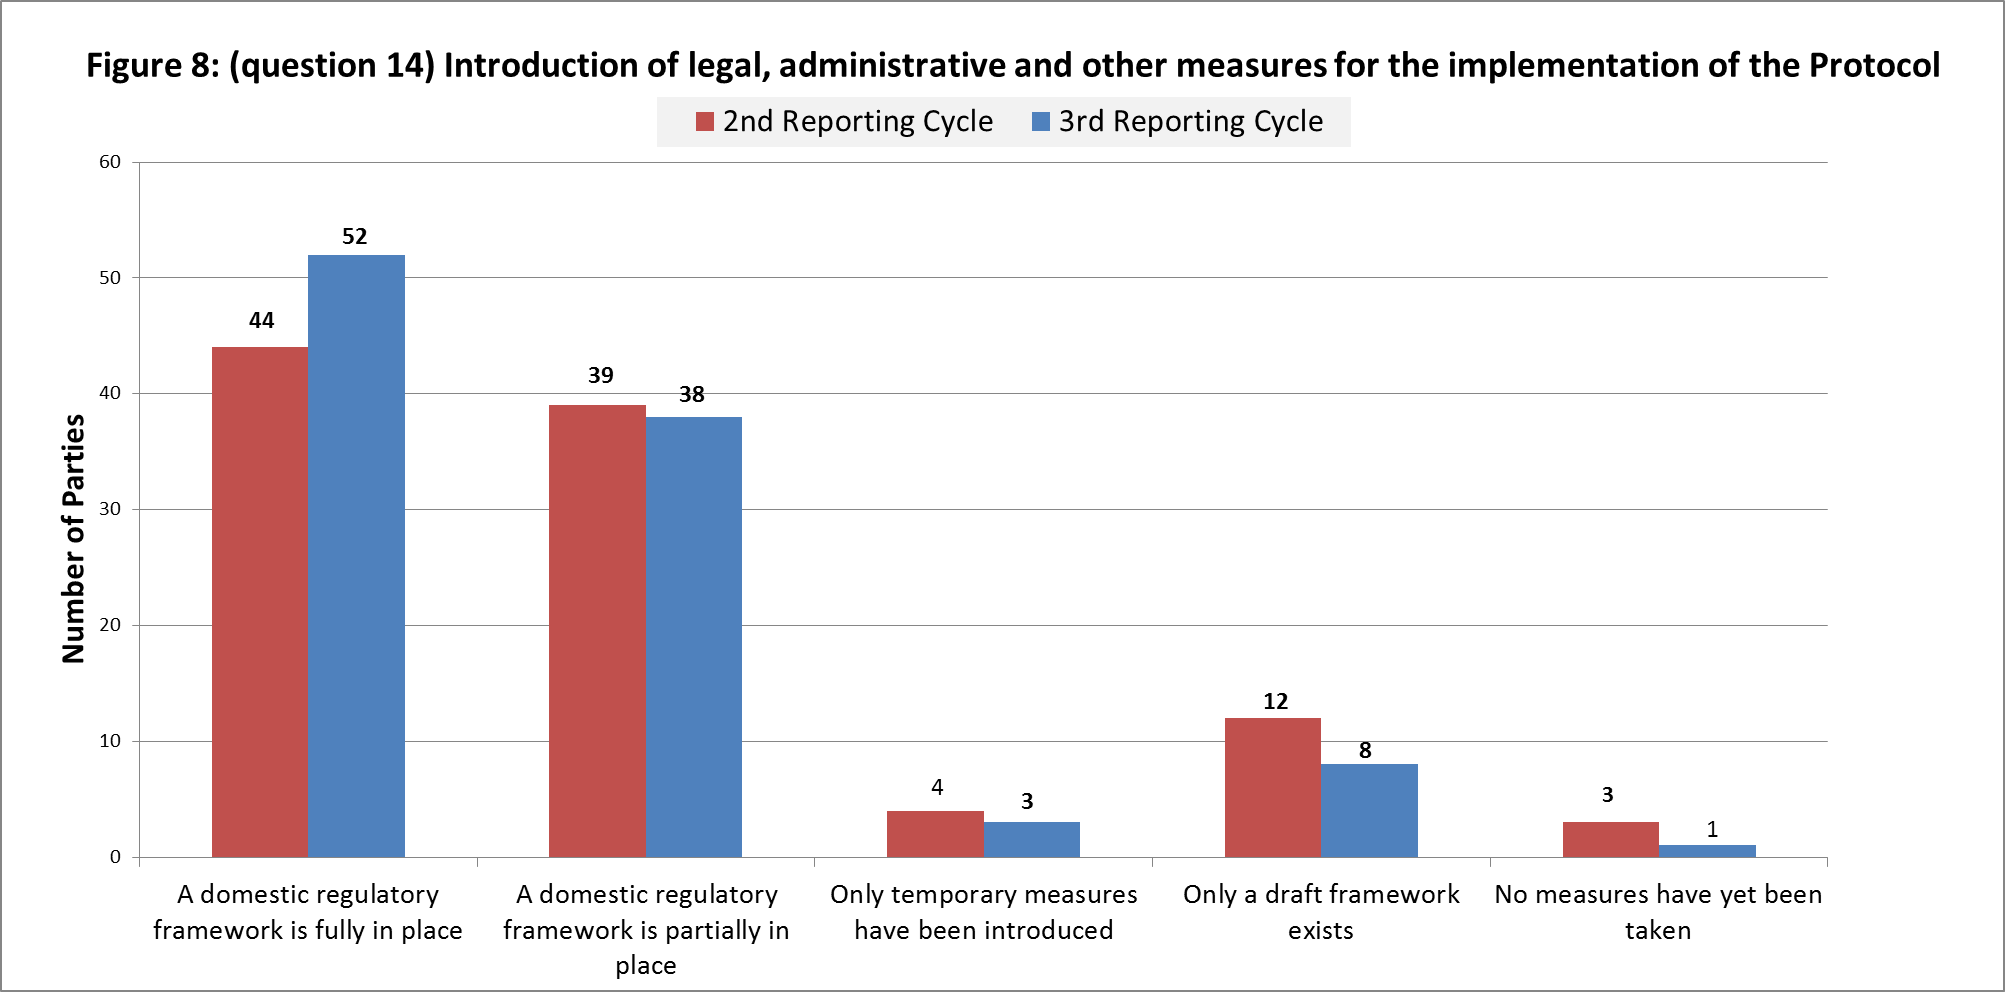 Figure 8: (question 14) Introduction of legal, administrative and other measures for the implementation of the Protocol
2nd Reporting Cycle 3rd Reporting Cycle
Number of Parties
60
50
40
30
20
10
0
44
52
39
38
4
3
12
8
3
1
A domestic regulatory
framework is fully in place
A domestic regulatory
framework is partially in
place
Only temporary measures
have been introduced
Only a draft framework
exists
No measures have yet been
taken